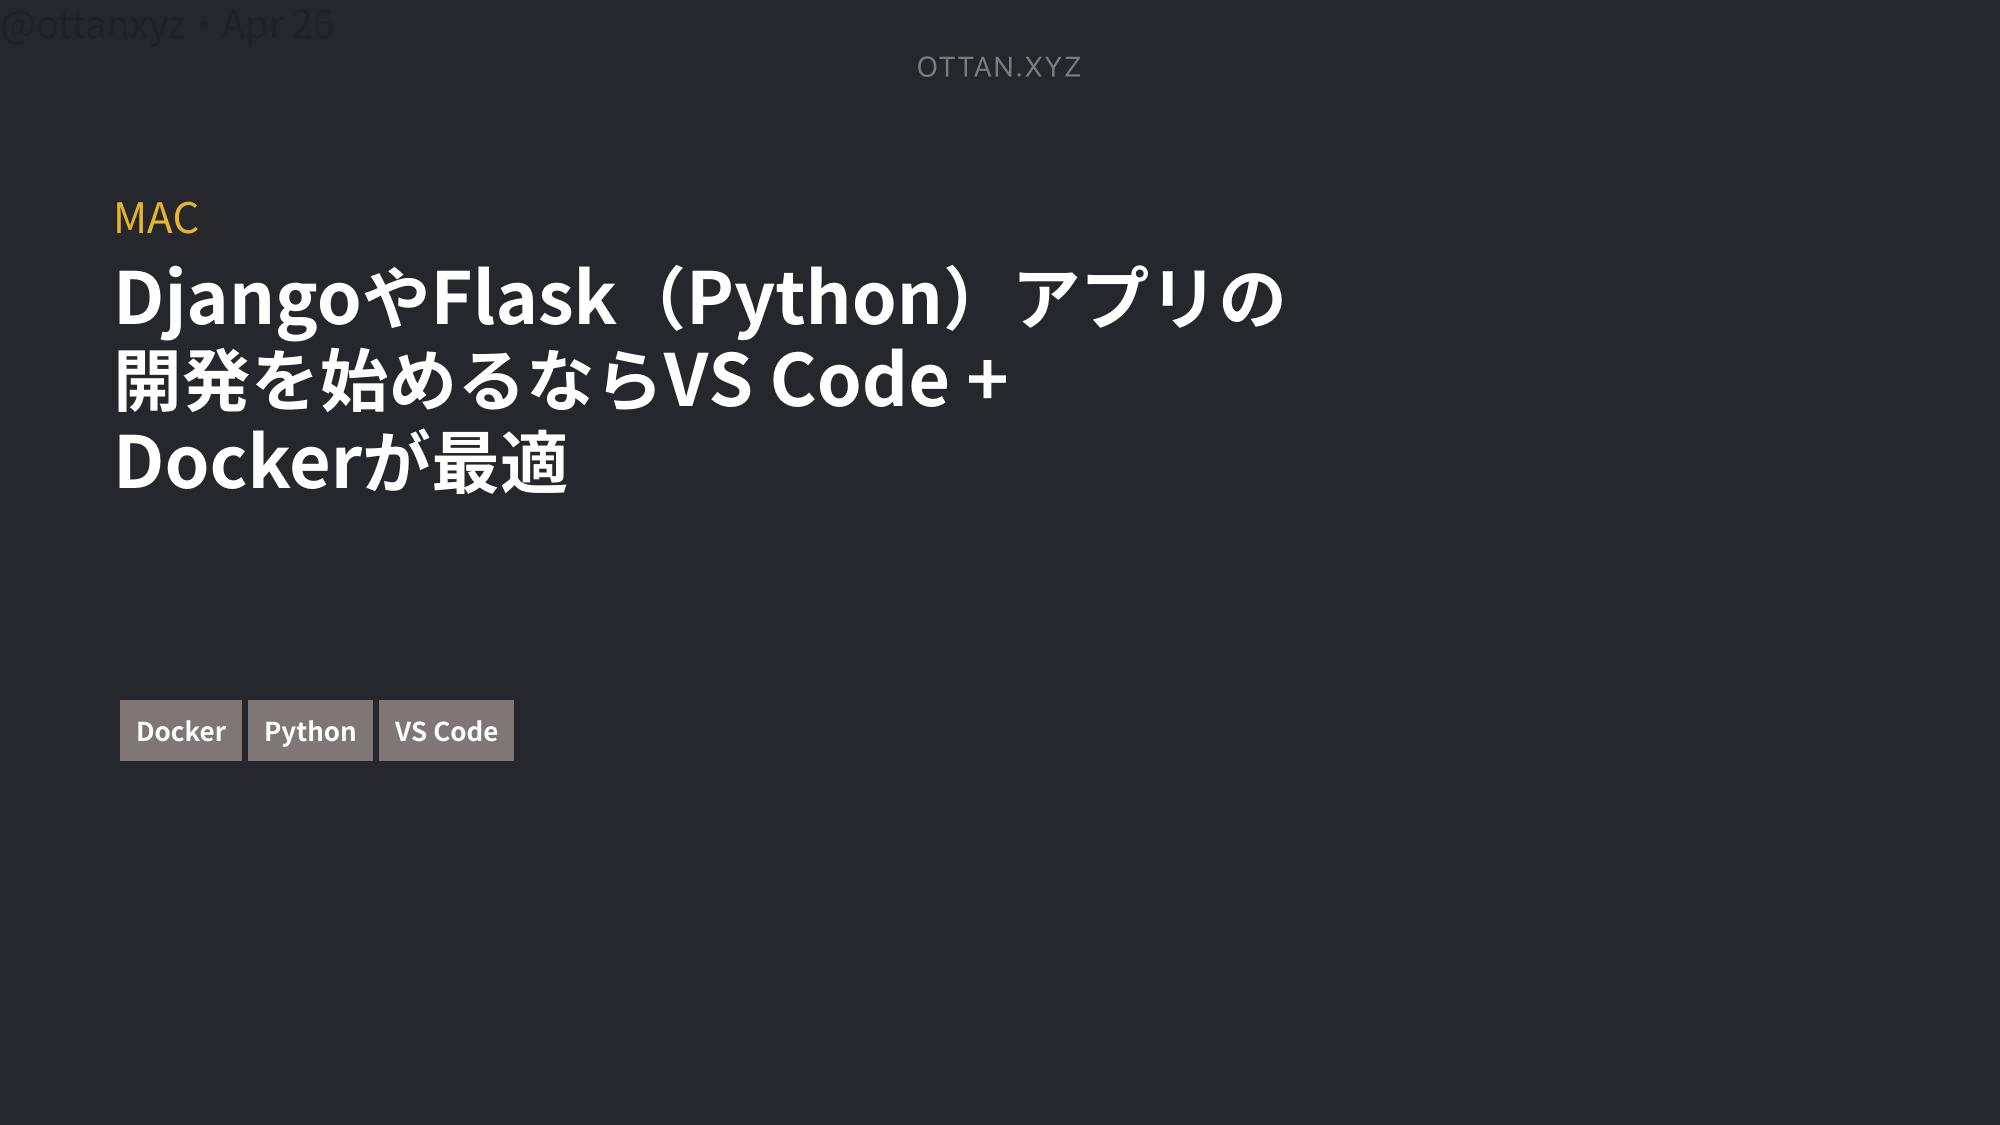 @ottanxyz・Apr 26
OTTAN.XYZ
MAC
DjangoやFlask（Python）アプリの
開発を始めるならVS Code +
Dockerが最適
Docker Python VS Code